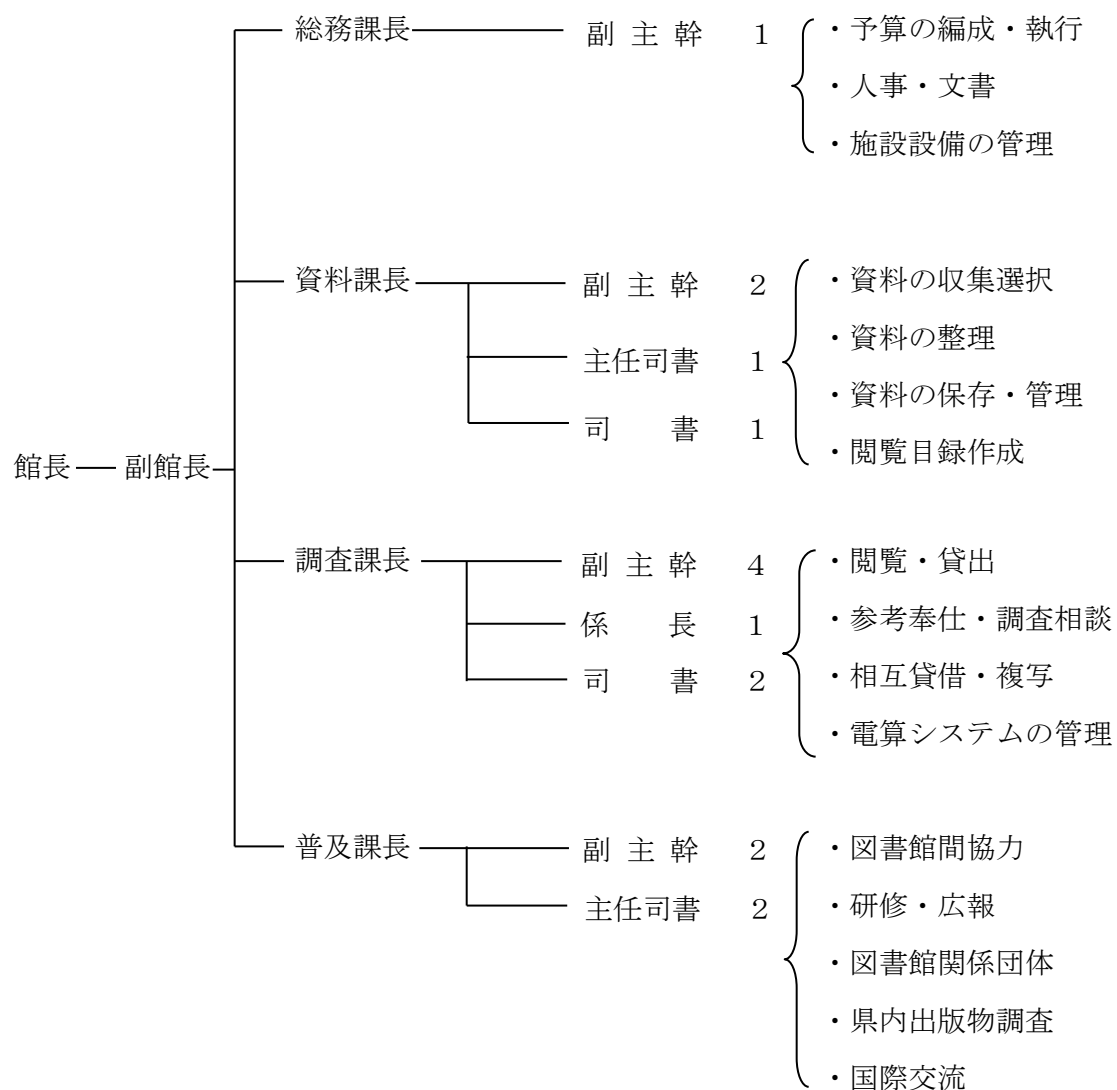 総務課長 副主幹 1
・予算の編成・執行
・人事・文書
・施設設備の管理
資料課長 副主幹 2
主任司書 1
司書 1
・資料の収集選択
・資料の整理
・資料の保存・管理
・閲覧目録作成
館長 副館長
調査課長 副主幹 4
係長 1
司書 2
・閲覧・貸出
・参考奉仕・調査相談
・相互貸借・複写
・電算システムの管理
普及課長 副主幹 2
主任司書 2
・図書館間協力
・研修・広報
・図書館関係団体
・県内出版物調査
・国際交流